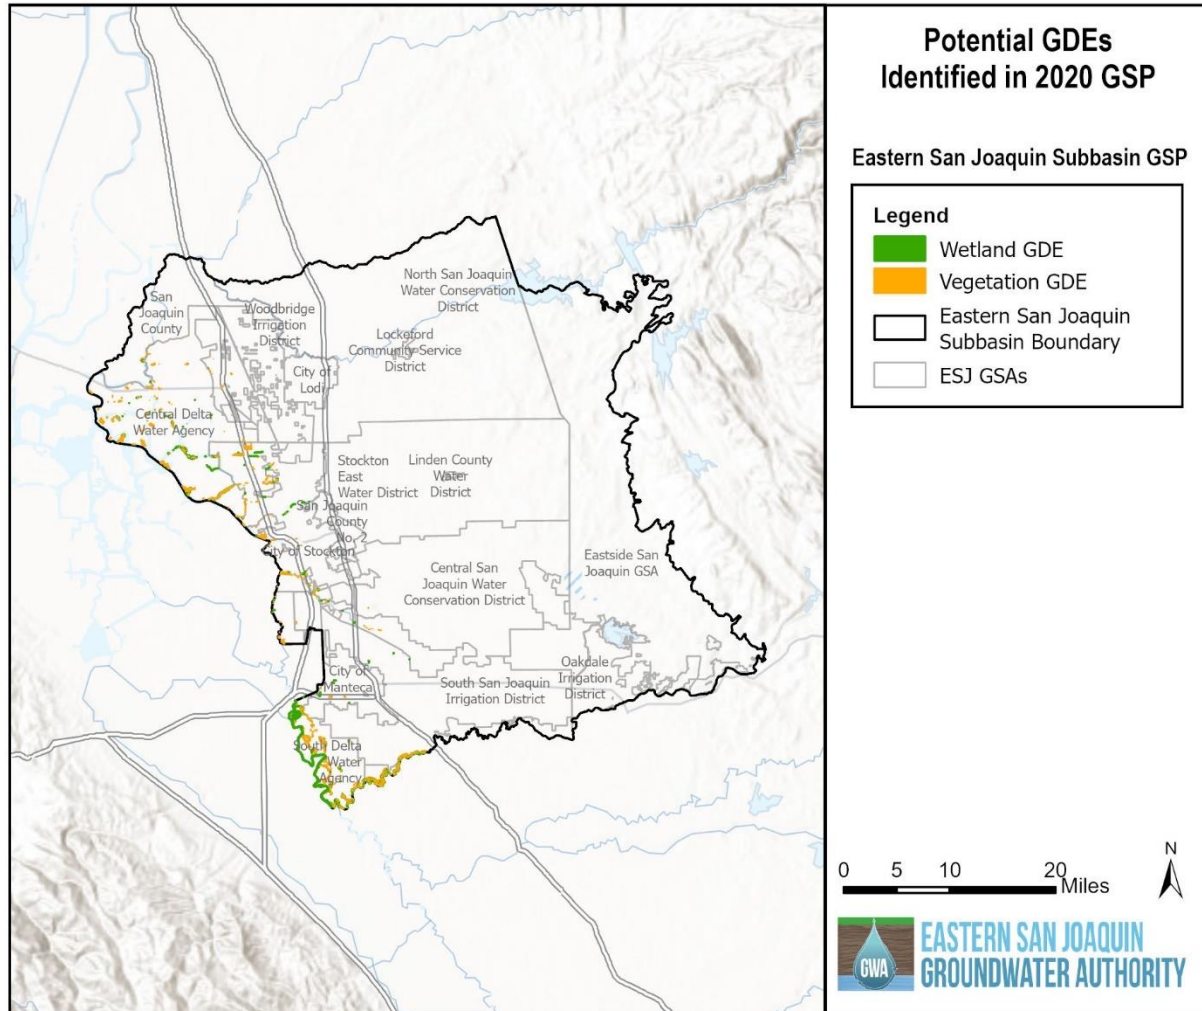 Potential GDEs
Identified in 2020 GSP
Eastern San Joaquin Subbasin GSP
Legend
Wetland GDE
Vegetation GDE
Eastern San Joaquin
Subbasin Boundary
ESJ GSAs
North San Joaquin
Water Conservation
District
San
Joaquin
County
Woodbridge
Irrigation
District
Lockeford
Community Service
District
City of
Lodi
Central Delta
Water Agency
Stockton
East
Water District
Linden County
Water
District
San Joaquin
County
No. 2
City of Stockton
Eastside San
Joaquin GSA
Central San
Joaquin Water
Conservation District
Oakdale
Irrigation
District
City of
Manteca
South San Joaquin
Irrigation District
South Delta
Water
Agency
N
0 5 10 20
Miles
GWA
EASTERN SAN JOAQUIN
GROUNDWATER AUTHORITY